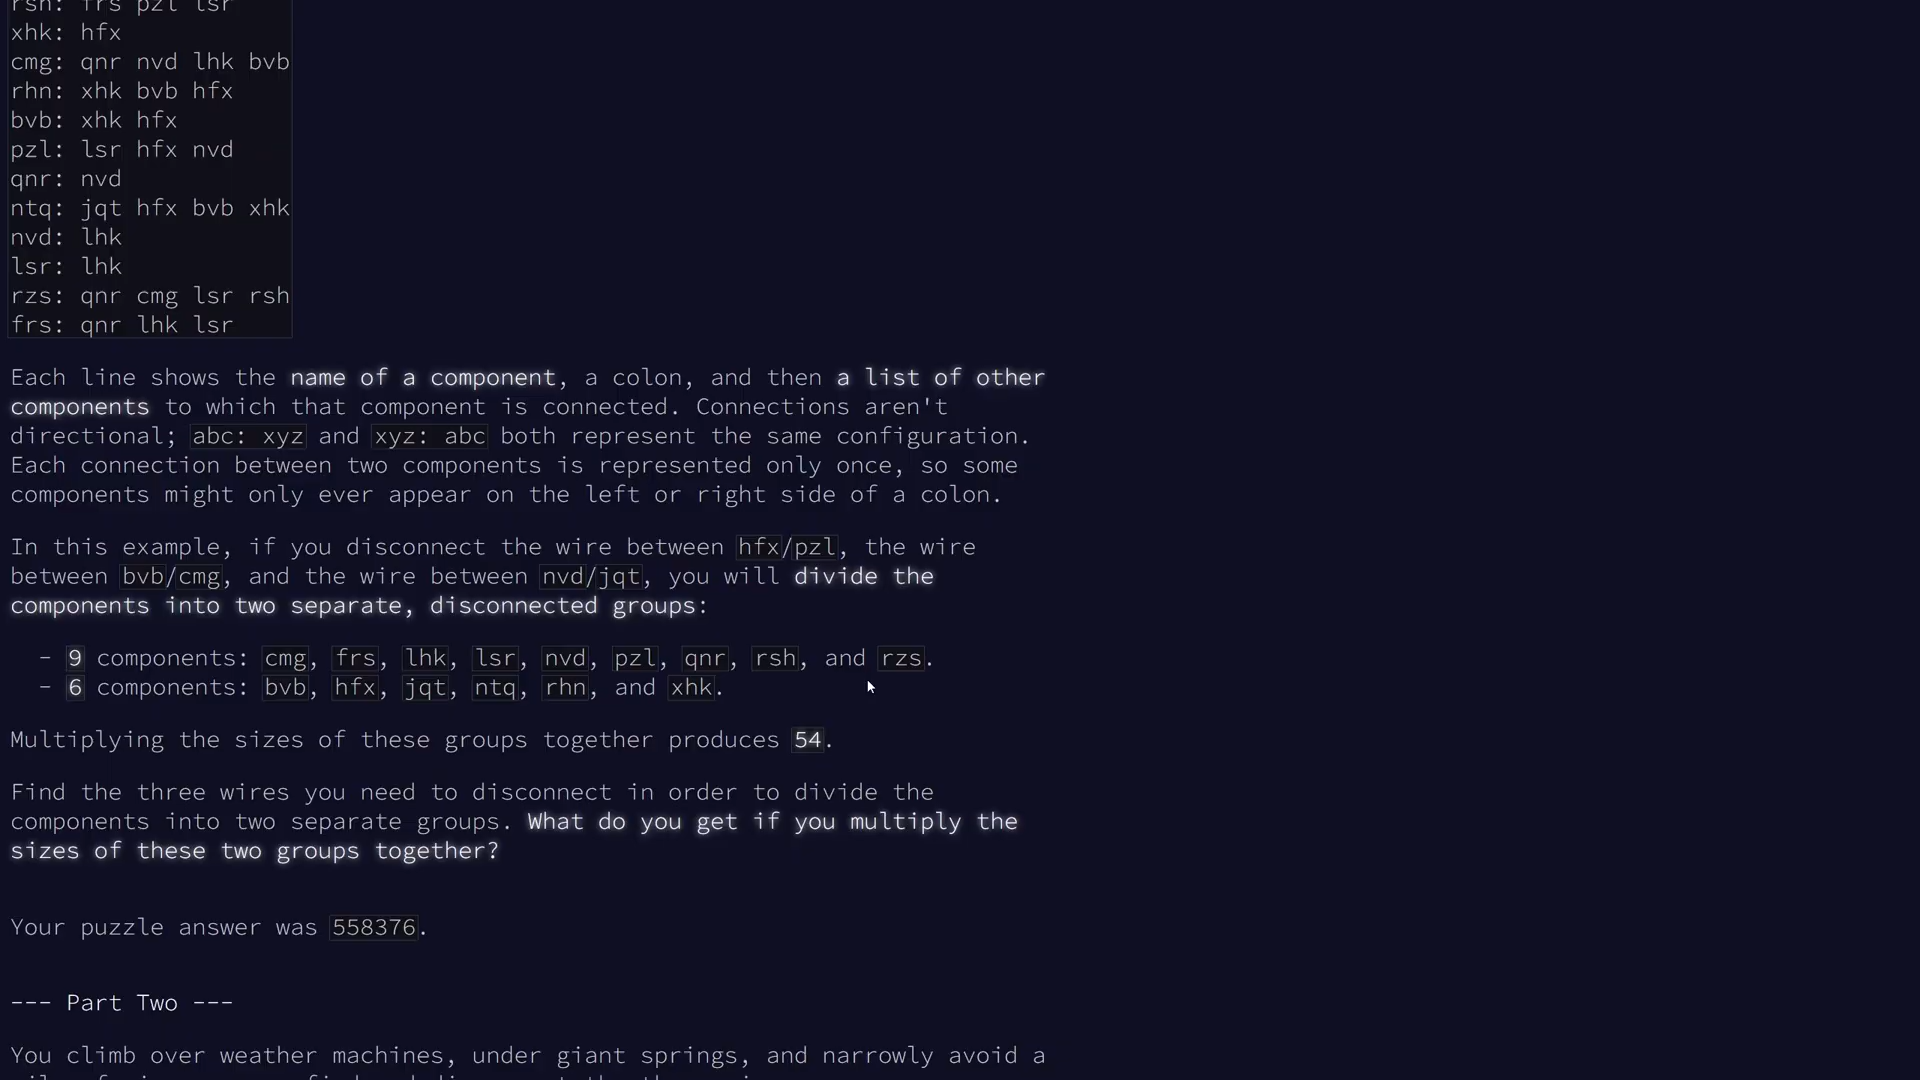 rsh: frs pzl lsr
xhk: hfx
cmg: qnr nvd lhk bvb
rhn: xhk bvb hfx
bvb: xhk hfx
pzl: lsr hfx nvd
qnr: nvd
ntq: jqt hfx bvb xhk
nvd: lhk
lsr: lhk
rzs: qnr cmg lsr rsh
frs: qnr lhk lsr
Each line shows the name of a component, a colon, and then a list of other
components to which that component is connected. Connections aren't
directional; abc: xyz and xyz: abc both represent the same configuration.
Each connection between two components is represented only once, so some
components might only ever appear on the left or right side of a colon.
In this example, if you disconnect the wire between hfx/pzl, the wire
between bvb/cmg, and the wire between nvd/jqt, you will divide the
components into two separate, disconnected groups:
- 9 components: cmg, frs, lhk, lsr, nvd, pzl, qnr, rsh, and rzs.
- 6 components: bvb, hfx, jqt, ntq, rhn, and xhk.
Multiplying the sizes of these groups together produces 54.
Find the three wires you need to disconnect in order to divide the
components into two separate groups. What do you get if you multiply the
sizes of these two groups together?
Your puzzle answer was 558376.
--- Part Two ---
You climb over weather machines, under giant springs, and narrowly avoid a